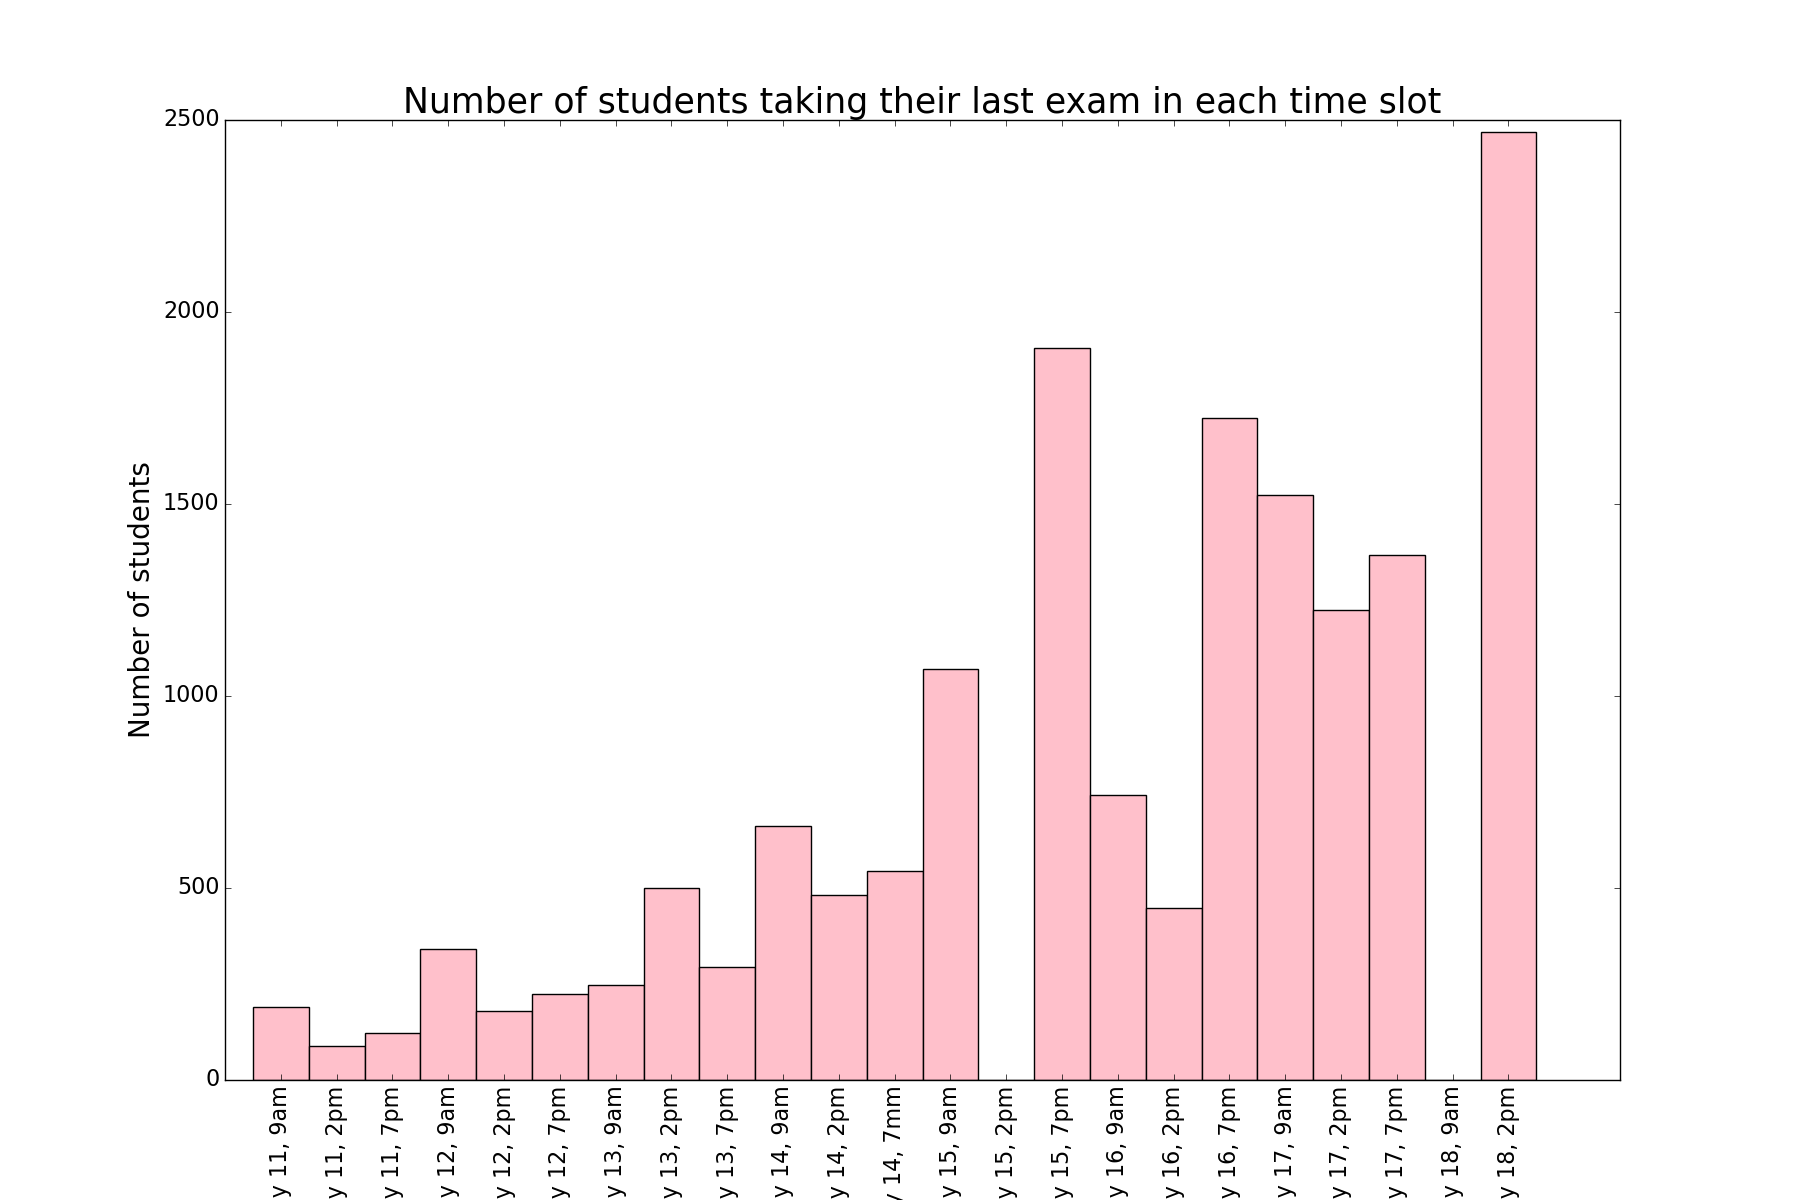 Number of students taking their last exam in each time slot
Number of students
2500
2000
1500
1000
500
0
y 11, 9am
y 11, 2pm
y 11, 7pm
y 12, 9am
y 12, 2pm
y 12, 7pm
y 13, 9am
y 13, 2pm
y 13, 7pm
y 14, 9am
y 14, 2pm
y 14, 7mm
y 15, 9am
y 15, 2pm
y 15, 7pm
y 16, 9am
y 16, 2pm
y 16, 7pm
y 17, 9am
y 17, 2pm
y 17, 7pm
y 18, 9am
y 18, 2pm